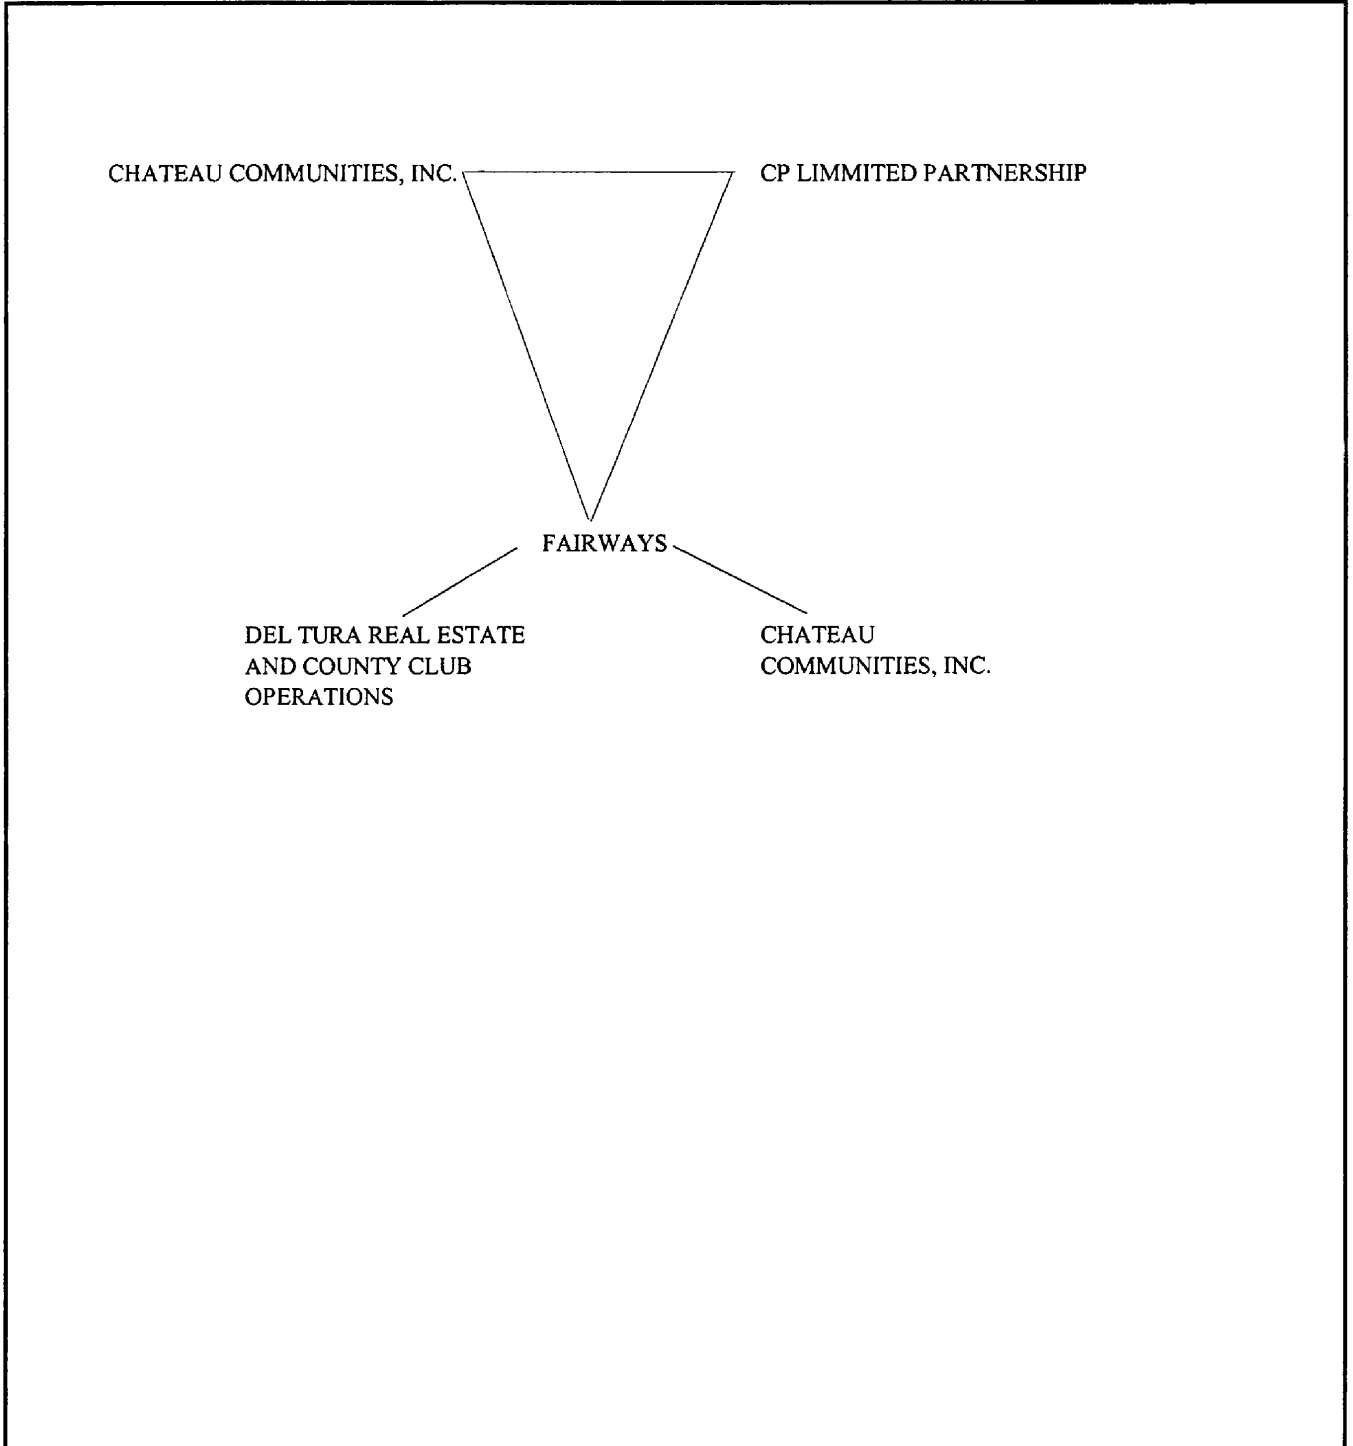 CHATEAU COMMUNITIES, INC.
CP LIMMITED PARTNERSHIP
FAIRWAYS
DEL TURA REAL ESTATE
AND COUNTY CLUB
OPERATIONS
CHATEAU
COMMUNITIES, INC.